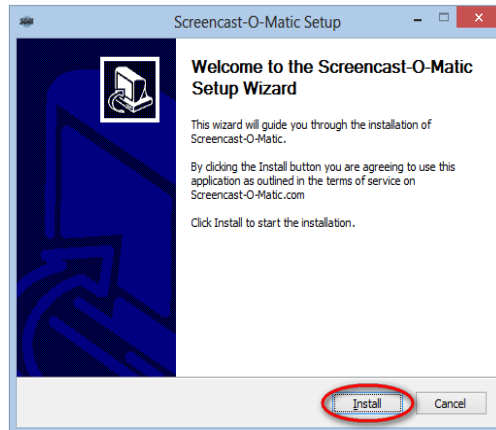 Screencast-O-Matic Setup
Welcome to the Screencast-O-Matic
Setup Wizard
This wizard will guide you through the installation of
Screencast-O-Matic.
By clicking the Install button you are agreeing to use this
application as outlined in the terms of service on
Screencast-O-Matic.com
Click Install to start the installation.
Install Cancel